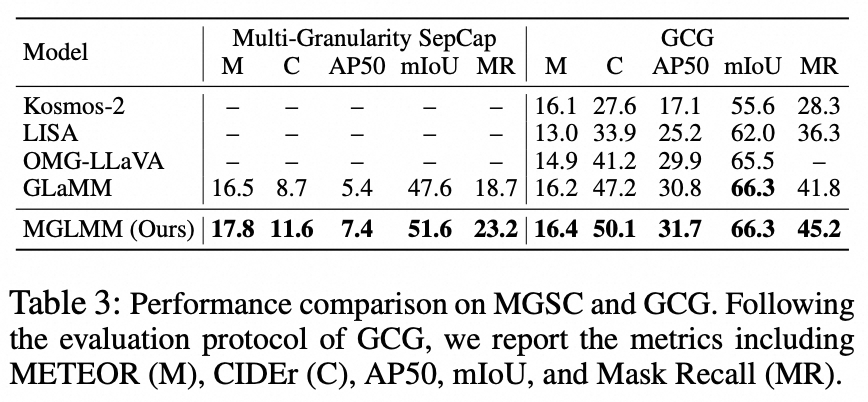 Model Multi-Granularity SepCap GCG
M C AP50 mIoU MR M C AP50 mIoU MR
Kosmos-2 – – – – – 16.1 27.6 17.1 55.6 28.3
LISA – – – – – 13.0 33.9 25.2 62.0 36.3
OMG-LLaVA – – – – – 14.9 41.2 29.9 65.5 –
GLaMM 16.5 8.7 5.4 47.6 18.7 16.2 47.2 30.8 66.3 41.8
MGLMM (Ours) 17.8 11.6 7.4 51.6 23.2 16.4 50.1 31.7 66.3 45.2
Table 3: Performance comparison on MGSC and GCG. Following
the evaluation protocol of GCG, we report the metrics including
METEOR (M), CIDEr (C), AP50, mIoU, and Mask Recall (MR).